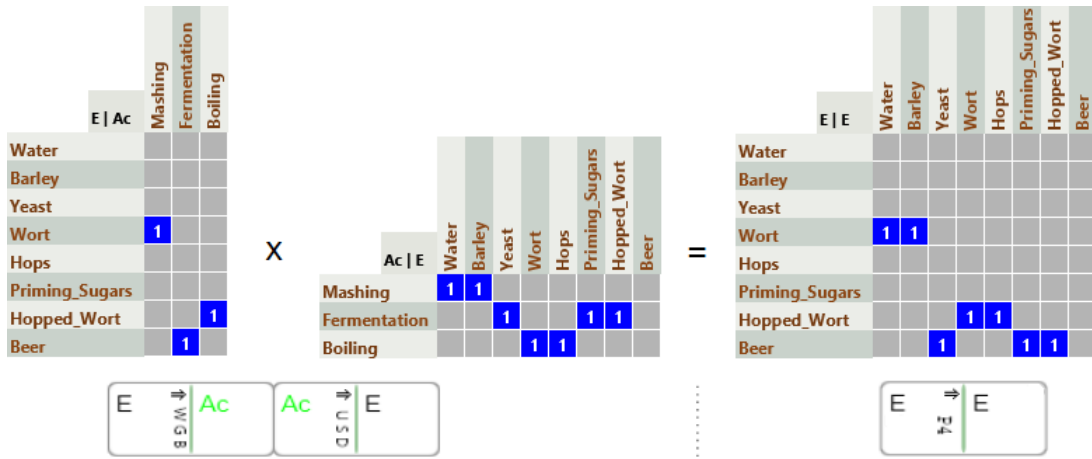 Mashing
Fermentation
Boiling
E | Ac
Water
Barley
Yeast
Wort 1
Hops
Priming_Sugars
Hopped_Wort 1
Beer 1
x
Water
Barley
Yeast
Wort
Hops
Priming_Sugars
Hopped_Wort
Beer
Ac | E
Mashing 1 1
Fermentation 1 1 1
Boiling 1 1
=
Water
Barley
Yeast
Wort
Hops
Priming_Sugars
Hopped_Wort
Beer
E | E
Water
Barley
Yeast
Wort 1 1
Hops
Priming_Sugars
Hopped_Wort 1 1
Beer 1 1 1
E ⇒ WGB Ac
Ac ⇒ USD E
E ⇒ P4 E